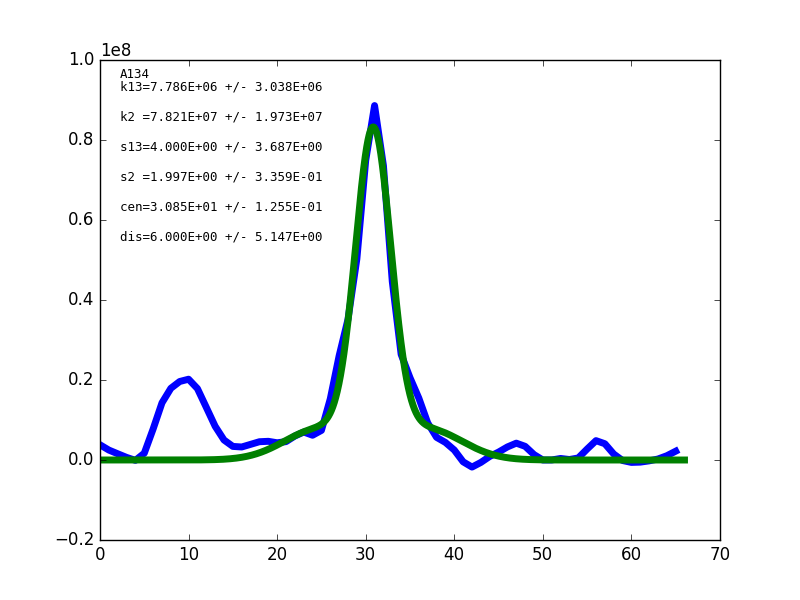 1e8
A134
k13=7.786E+06 +/- 3.038E+06
k2 =7.821E+07 +/- 1.973E+07
s13=4.000E+00 +/- 3.687E+00
s2 =1.997E+00 +/- 3.359E-01
cen=3.085E+01 +/- 1.255E-01
dis=6.000E+00 +/- 5.147E+00
1.0
0.8
0.6
0.4
0.2
0.0
−0.2
0 10 20 30 40 50 60 70